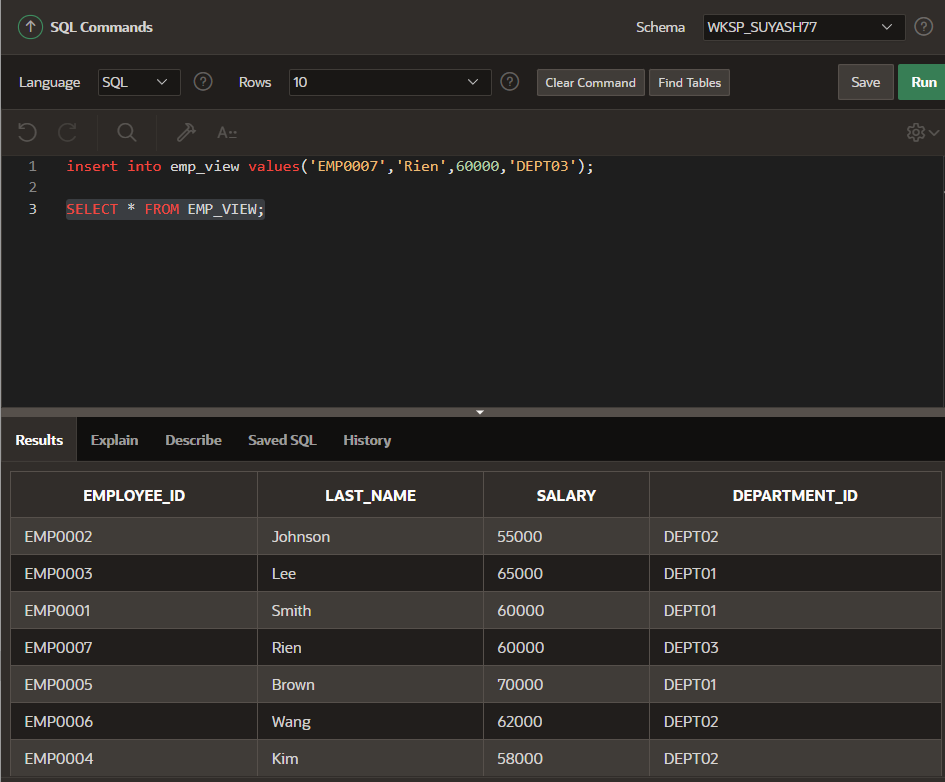 SQL Commands Schema WKSP_SUYASH77 ?
Language SQL ? Rows 10 ? Clear Command Find Tables Save Run
A::
1 insert into emp_view values('EMP0007','Rien',60000,'DEPT03');
2
3 SELECT * FROM EMP_VIEW;
Results Explain Describe Saved SQL History
EMPLOYEE_ID LAST_NAME SALARY DEPARTMENT_ID
EMP0002 Johnson 55000 DEPT02
EMP0003 Lee 65000 DEPT01
EMP0001 Smith 60000 DEPT01
EMP0007 Rien 60000 DEPT03
EMP0005 Brown 70000 DEPT01
EMP0006 Wang 62000 DEPT02
EMP0004 Kim 58000 DEPT02